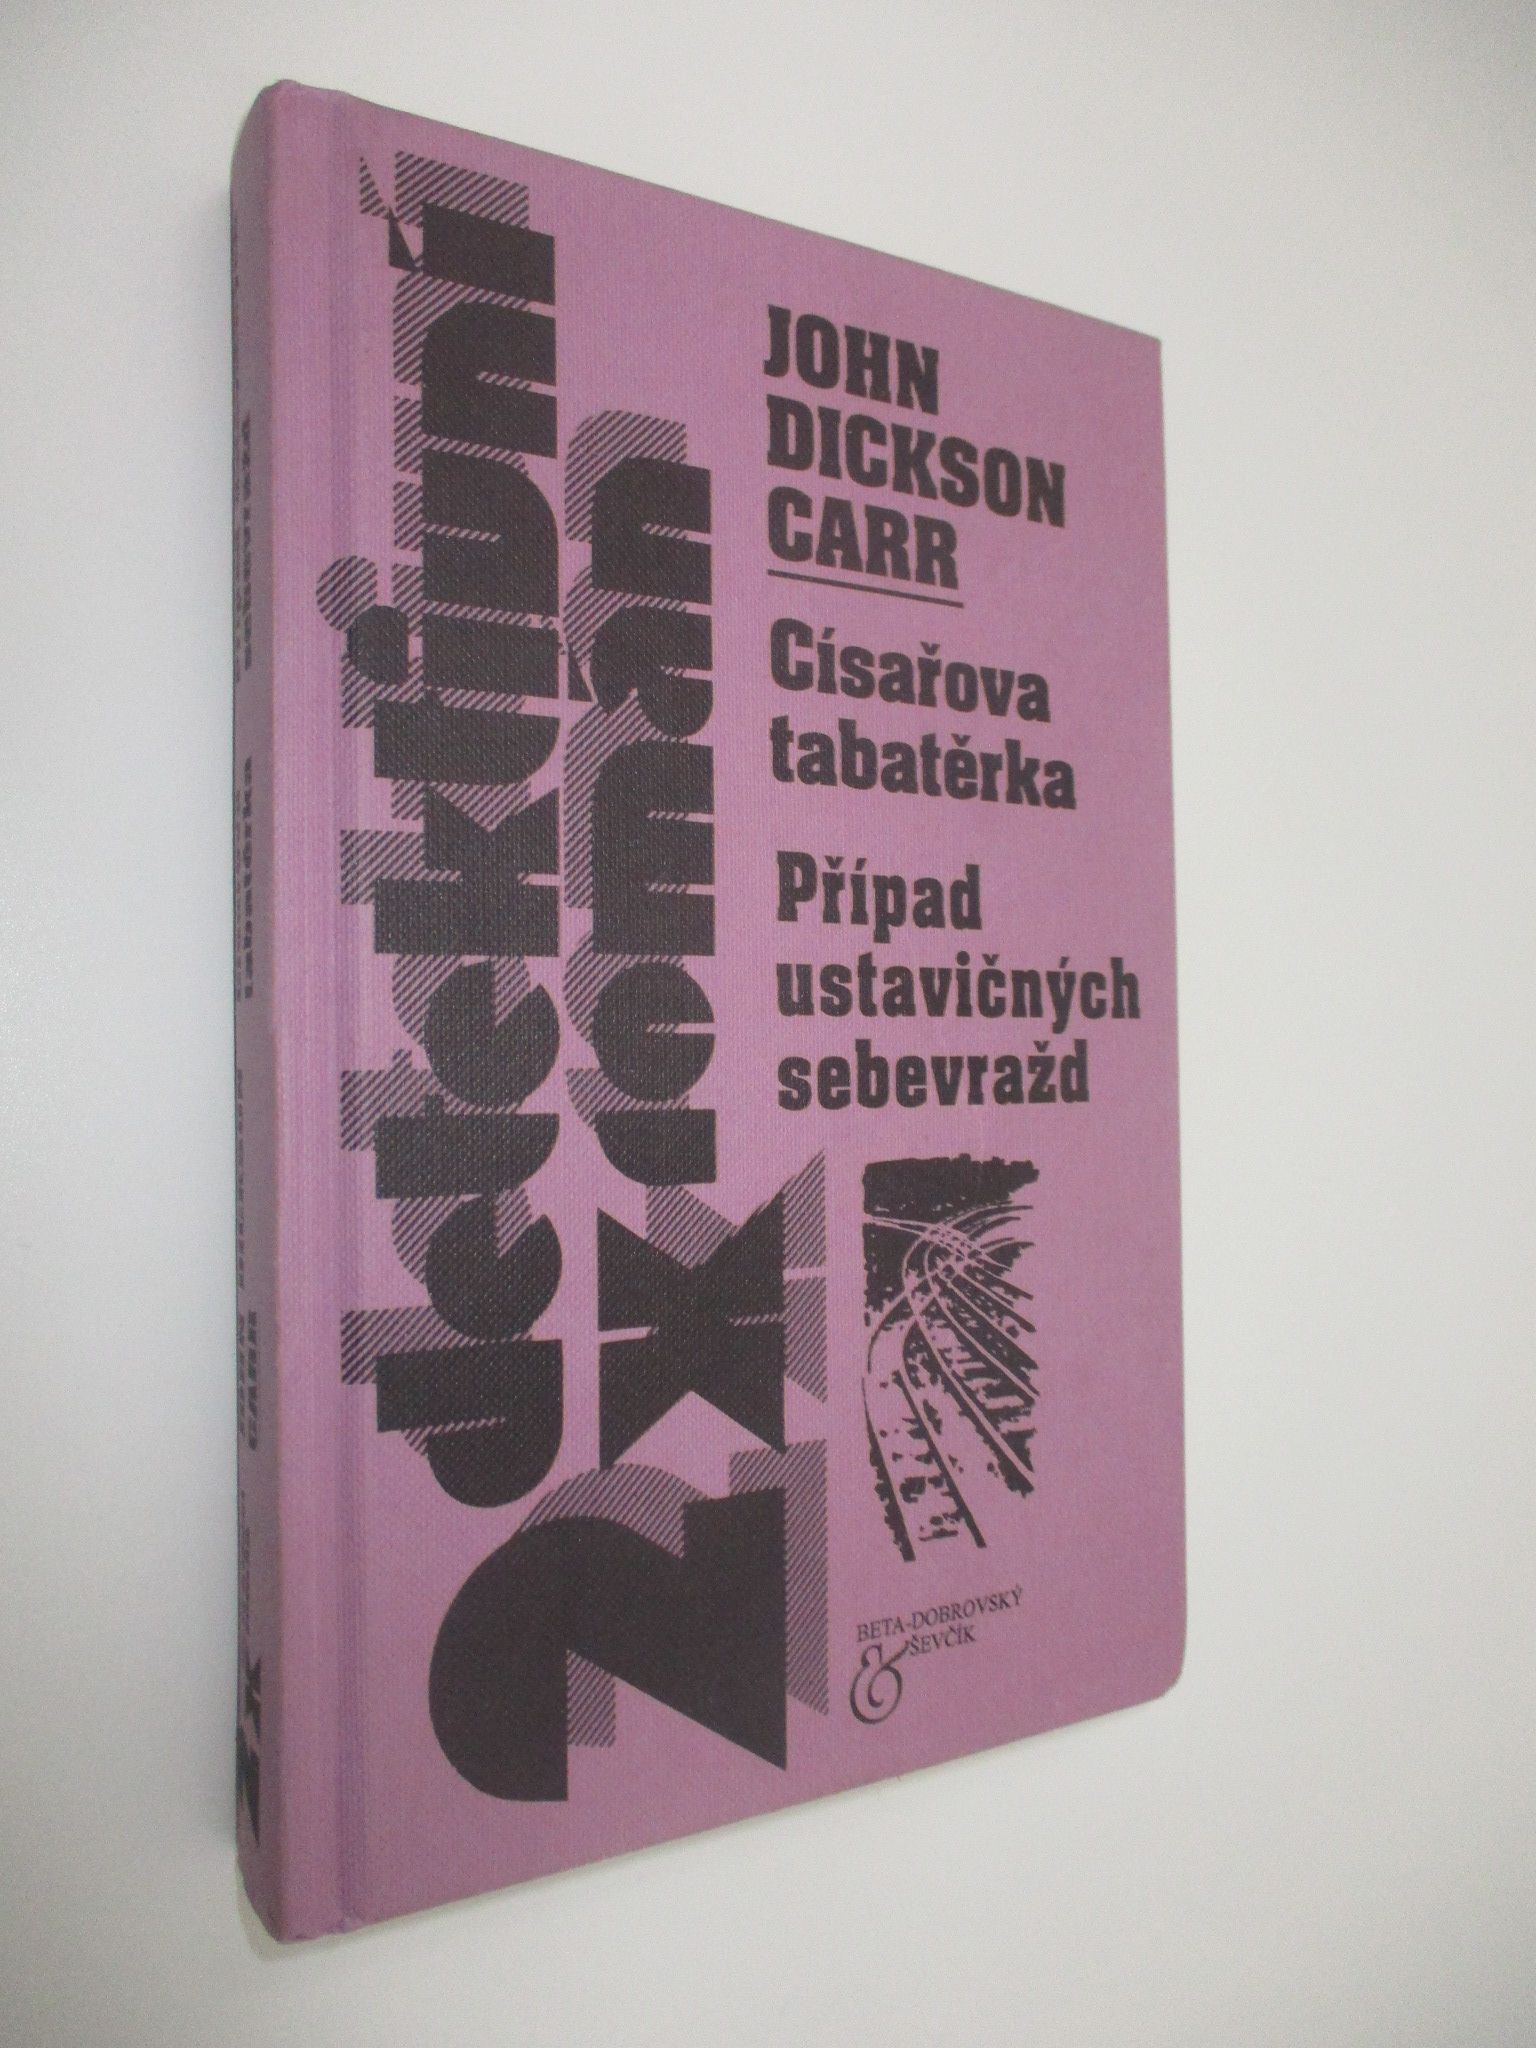 2x detektivní
román
JOHN
DICKSON
CARR
Císařova
tabatěrka
Případ
ustavičných
sebevražd
BETA-DOBROVSKÝ
& ŠEVČÍK